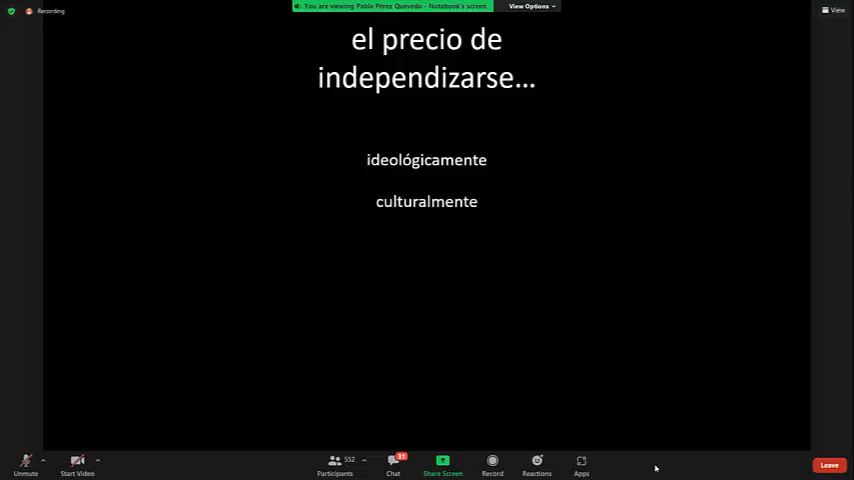 Recording
You are viewing Pablo Pérez Quevedo - Notebook's screen
View Options
View
el precio de
independizarse...
ideológicamente
culturalmente
Unmute
Start Video
552
Participants
31
Chat
Share Screen
Record
Reactions
Apps
Leave